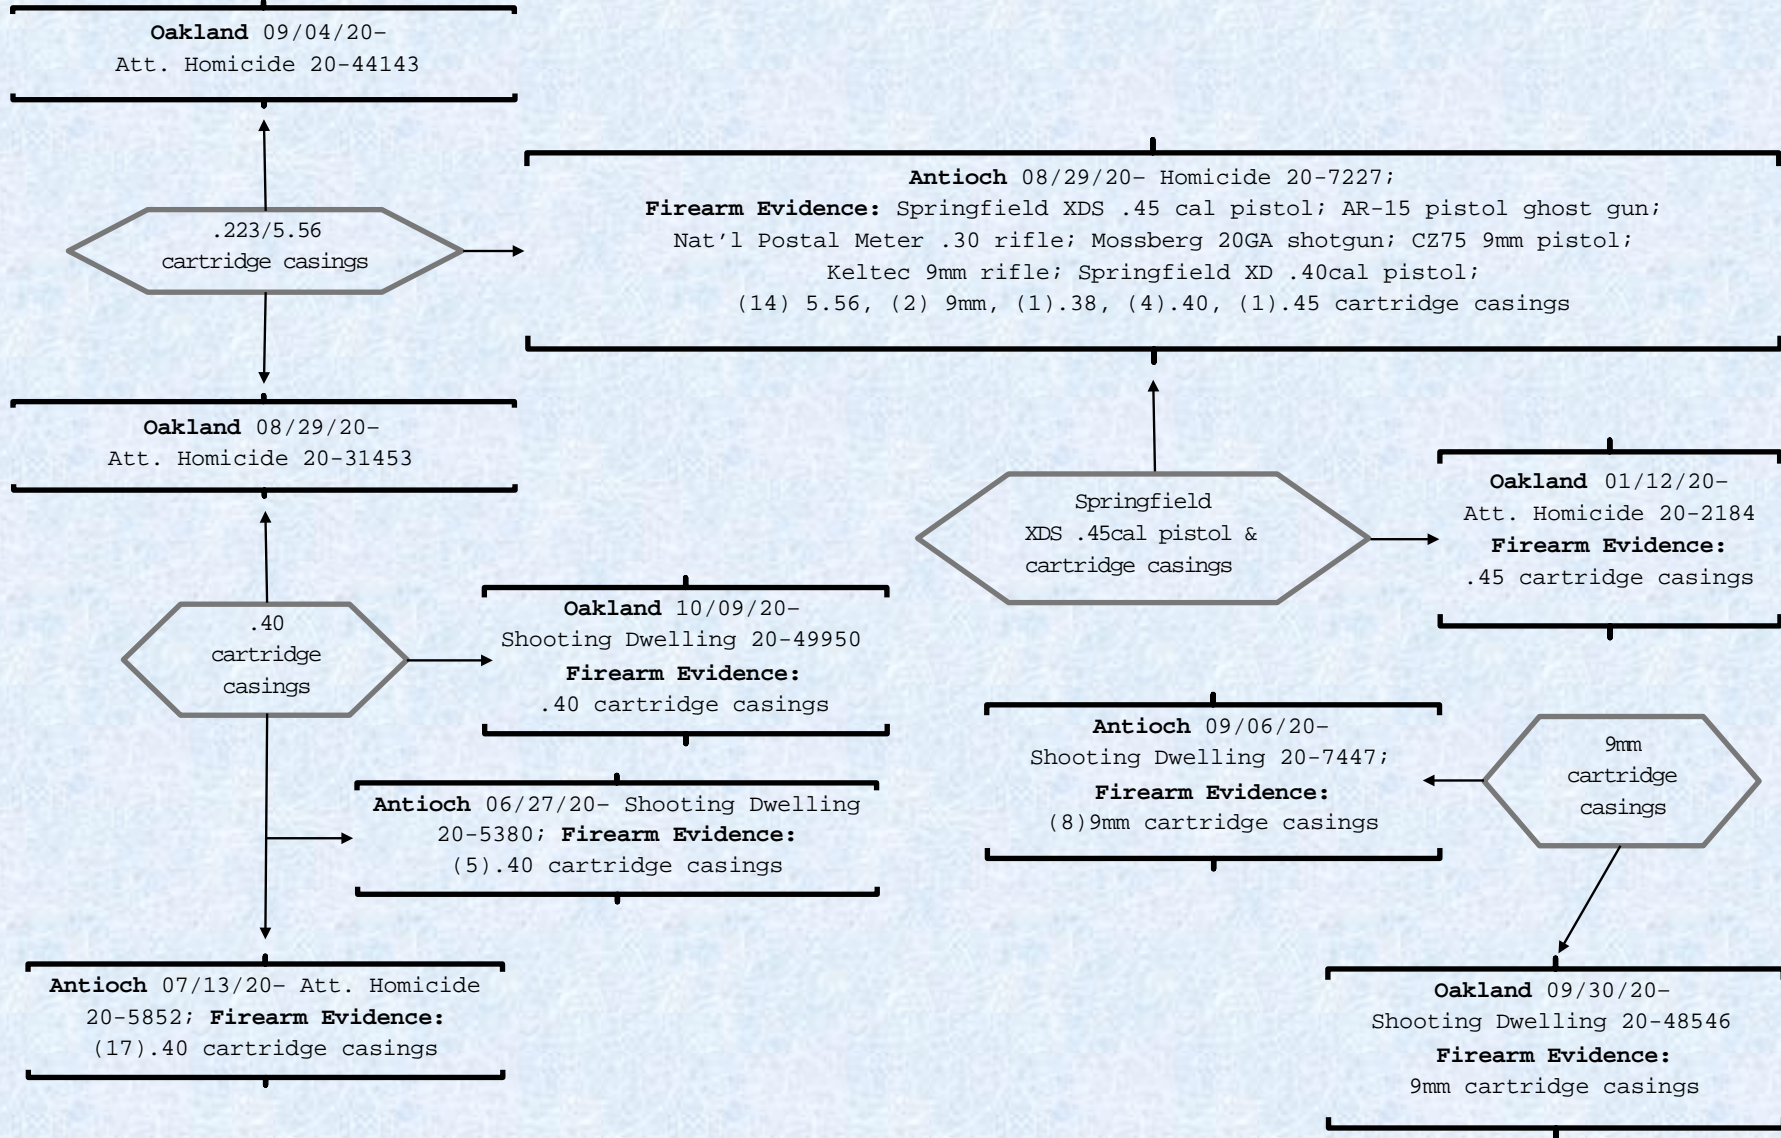 Oakland 09/04/20–
Att. Homicide 20-44143
Antioch 08/29/20– Homicide 20-7227;
Firearm Evidence: Springfield XDS .45 cal pistol; AR-15 pistol ghost gun;
Nat’l Postal Meter .30 rifle; Mossberg 20GA shotgun; CZ75 9mm pistol;
Keltec 9mm rifle; Springfield XD .40cal pistol;
(14) 5.56, (2) 9mm, (1).38, (4).40, (1).45 cartridge casings
.223/5.56
cartridge casings
Oakland 08/29/20–
Att. Homicide 20-31453
Springfield
XDS .45cal pistol &
cartridge casings
Oakland 01/12/20–
Att. Homicide 20-2184
Firearm Evidence:
.45 cartridge casings
.40
cartridge
casings
Oakland 10/09/20–
Shooting Dwelling 20-49950
Firearm Evidence:
.40 cartridge casings
Antioch 09/06/20–
Shooting Dwelling 20-7447;
Firearm Evidence:
(8)9mm cartridge casings
9mm
cartridge
casings
Antioch 06/27/20– Shooting Dwelling
20-5380; Firearm Evidence:
(5).40 cartridge casings
Antioch 07/13/20– Att. Homicide
20-5852; Firearm Evidence:
(17).40 cartridge casings
Oakland 09/30/20–
Shooting Dwelling 20-48546
Firearm Evidence:
9mm cartridge casings